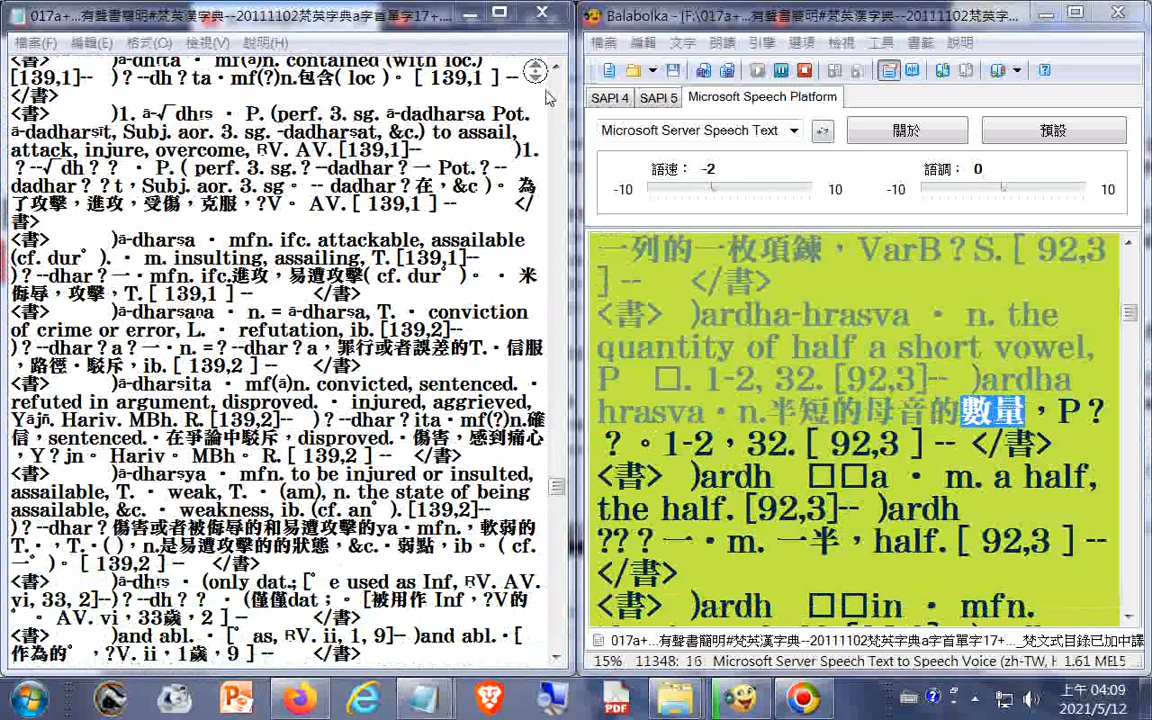 017a+...有聲書簡明#梵英漢字典--20111102梵英字典a字首單字17+...
檔案(F) 編輯(E) 格式(O) 檢視(V) 說明(H)
<書> )ā-dhṛta • mf(ā)n. contained (with loc.)
[139,1]-- )?--dh?ta•mf(?)n.包含( loc )。[ 139,1 ] --
</書>
<書> )1. ā-√ dhṛṣ • P. (perf. 3. sg. ā-dadharṣa Pot.
ā-dadharṣīt, Subj. aor. 3. sg. -dadharṣat, &c.) to assail,
attack, injure, overcome, RV. AV. [139,1]-- )1.
?--√dh?? • P. ( perf. 3. sg.?--dadhar?一 Pot.?--
dadhar??t,Subj. aor. 3. sg。 -- dadhar?在,&c )。 為
了攻擊,進攻,受傷,克服,?V。 AV. [ 139,1 ] -- </
書>
<書> )ā-dharṣa • mfn. ifc. attackable, assailable
(cf. dur°). • m. insulting, assailing, T. [139,1]--
)?--dhar?一•mfn. ifc.進攻,易遭攻擊( cf. dur°)。• 米
侮辱,攻擊,T. [ 139,1 ] -- </書>
<書> )ā-dharṣaṇa • n. = ā-dharṣa, T. • conviction
of crime or error, L. • refutation, ib. [139,2]--
)?--dhar?a?一•n. =?--dhar?a,罪行或者誤差的T.•信服
,路徑•駁斥,ib. [ 139,2 ] -- </書>
<書> )ā-dharṣita • mf(ā)n. convicted, sentenced. •
refuted in argument, disproved. • injured, aggrieved,
Yājñ. Hariv. MBh. R. [139,2]-- )?--dhar?ita•mf(?)n.確
信,sentenced.•在爭論中駁斥,disproved.•傷害,感到痛心
,Y?jn。 Hariv。 MBh。 R. [ 139,2 ] -- </書>
<書> )ā-dharṣya • mfn. to be injured or insulted,
assailable, T. • weak, T. • (am), n. the state of being
assailable, &c. • weakness, ib. (cf. an°). [139,2]--
)?--dhar?傷害或者被侮辱的和易遭攻擊的ya•mfn.,軟弱的
T.•,T.•( ),n.是易遭攻擊的的狀態,&c.•弱點,ib。( cf.
一°)。[ 139,2 ] -- </書>
<書> )ā-dhṛṣ • (only dat.; [° e used as Inf, RV. AV.
vi, 33, 2]--)?--dh?? • (僅僅dat;。 [被用作 Inf,?V的
°。AV. vi,33歲,2 ] -- </書>
<書> )and abl. • [° as, RV. ii, 1, 9]-- )and abl.•[
作為的°,?V. ii,1歲,9 ] -- </書>
Balabolka - [F:\017a+...有聲書簡明#梵英漢字典--20111102梵英字...
檔案 編輯 文字 朗讀 引擎 選項 檢視 工具 書籤 說明
SAPI 4 SAPI 5 Microsoft Speech Platform
Microsoft Server Speech Text 關於 預設
語速: -2 語調: 0
-10 10 -10 10
一列的一枚項鍊,VarB?S. [ 92,3
] -- </書>
<書> )ardha-hrasva • n. the
quantity of half a short vowel,
P □. 1-2, 32. [92,3]-- )ardha
hrasva•n.半短的母音的數量,P?
?。1-2,32. [ 92,3 ] -- </書>
<書> )ardh □□a • m. a half,
the half. [92,3]-- )ardh
???一•m. 一半,half. [ 92,3 ] --
</書>
<書> )ardh □□in • mfn.
017a+...有聲書簡明#梵英漢字典--20111102梵英字典a字首單字17+..._梵文式目錄已加中譯
15% 11348: 16 Microsoft Server Speech Text to Speech Voice (zh-TW, H 1.61 МБ
上午 04:09
2021/5/12